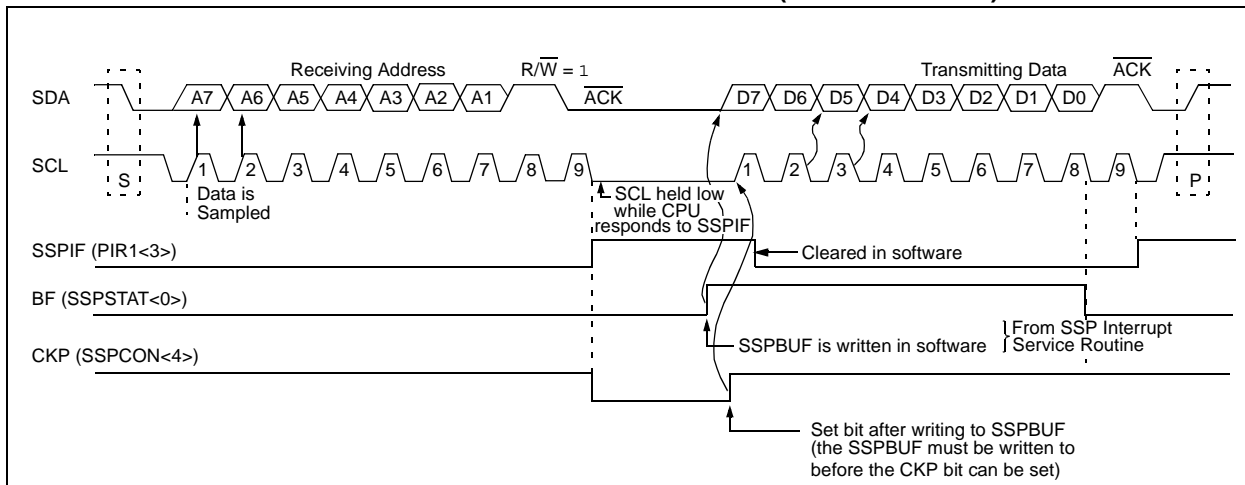 Receiving Address R/W = 1 Transmitting Data ACK
SDA A7 A6 A5 A4 A3 A2 A1 ACK D7 D6 D5 D4 D3 D2 D1 D0
SCL 1 2 3 4 5 6 7 8 9 1 2 3 4 5 6 7 8 9
S P
Data is
Sampled
SCL held low
while CPU
responds to SSPIF
SSPIF (PIR1<3>)
Cleared in software
BF (SSPSTAT<0>)
SSPBUF is written in software
From SSP Interrupt
Service Routine
CKP (SSPCON<4>)
Set bit after writing to SSPBUF
(the SSPBUF must be written to
before the CKP bit can be set)